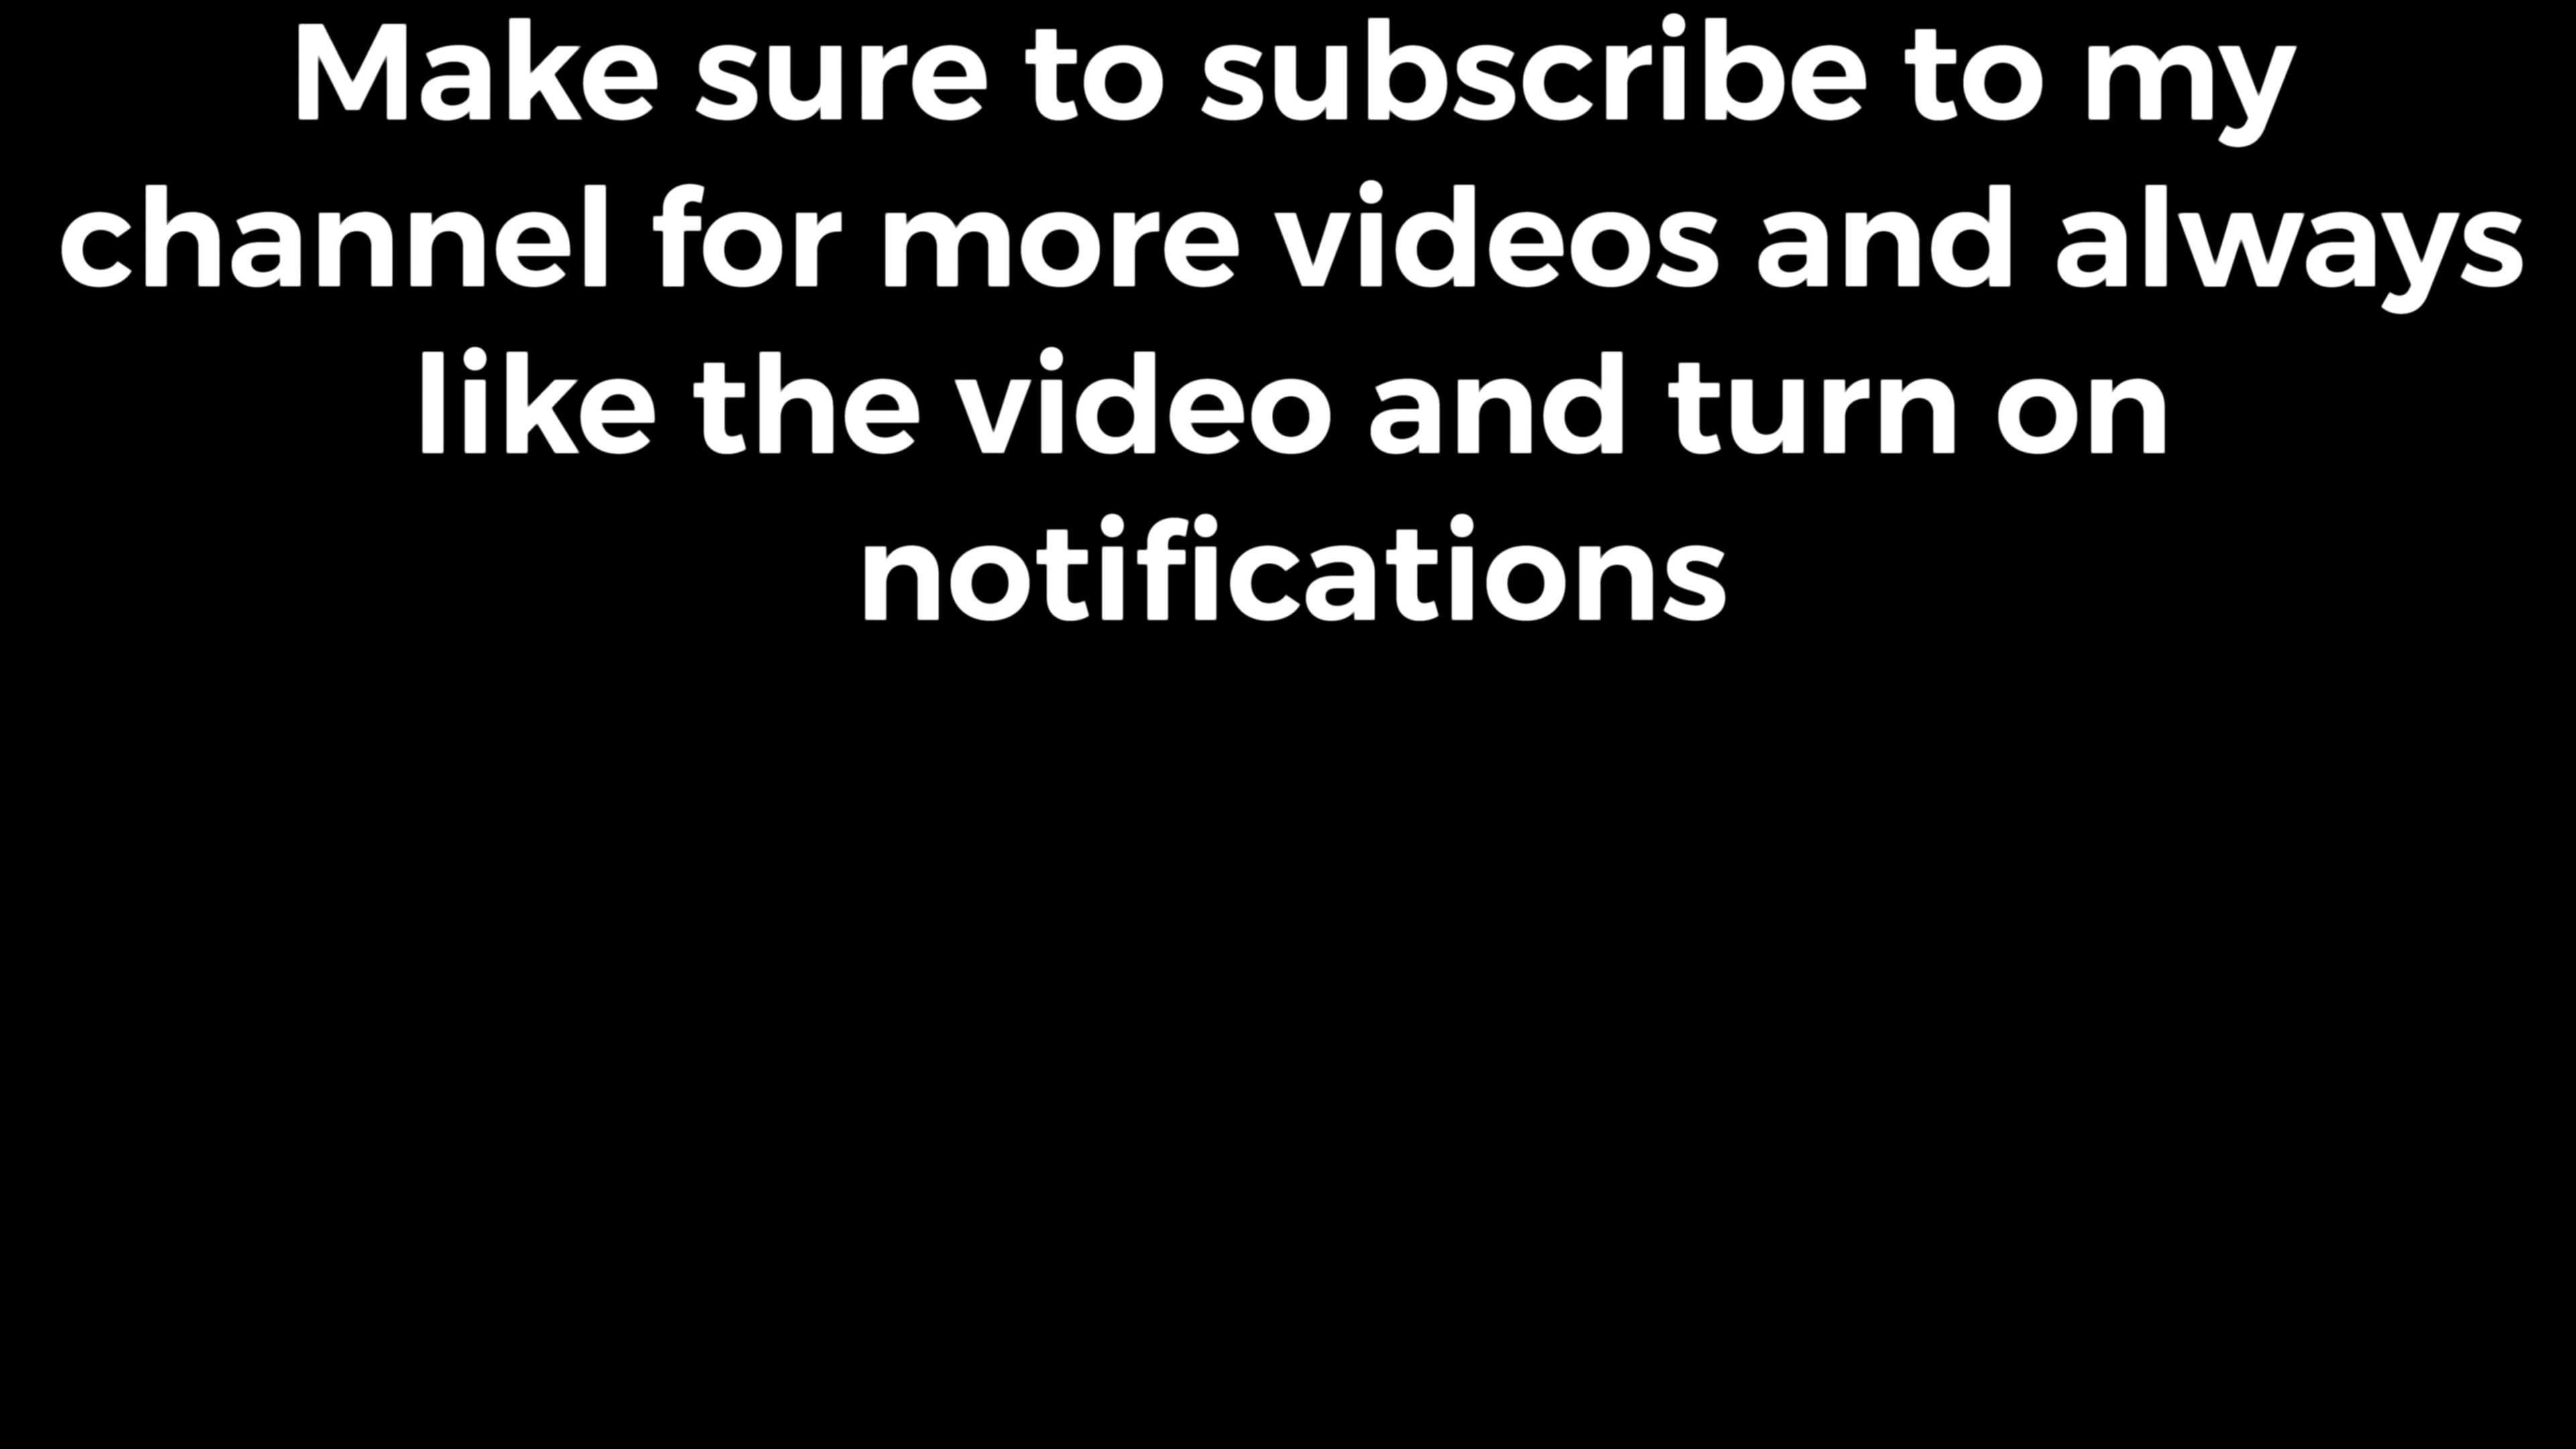 Make sure to subscribe to my
channel for more videos and always
like the video and turn on
notifications